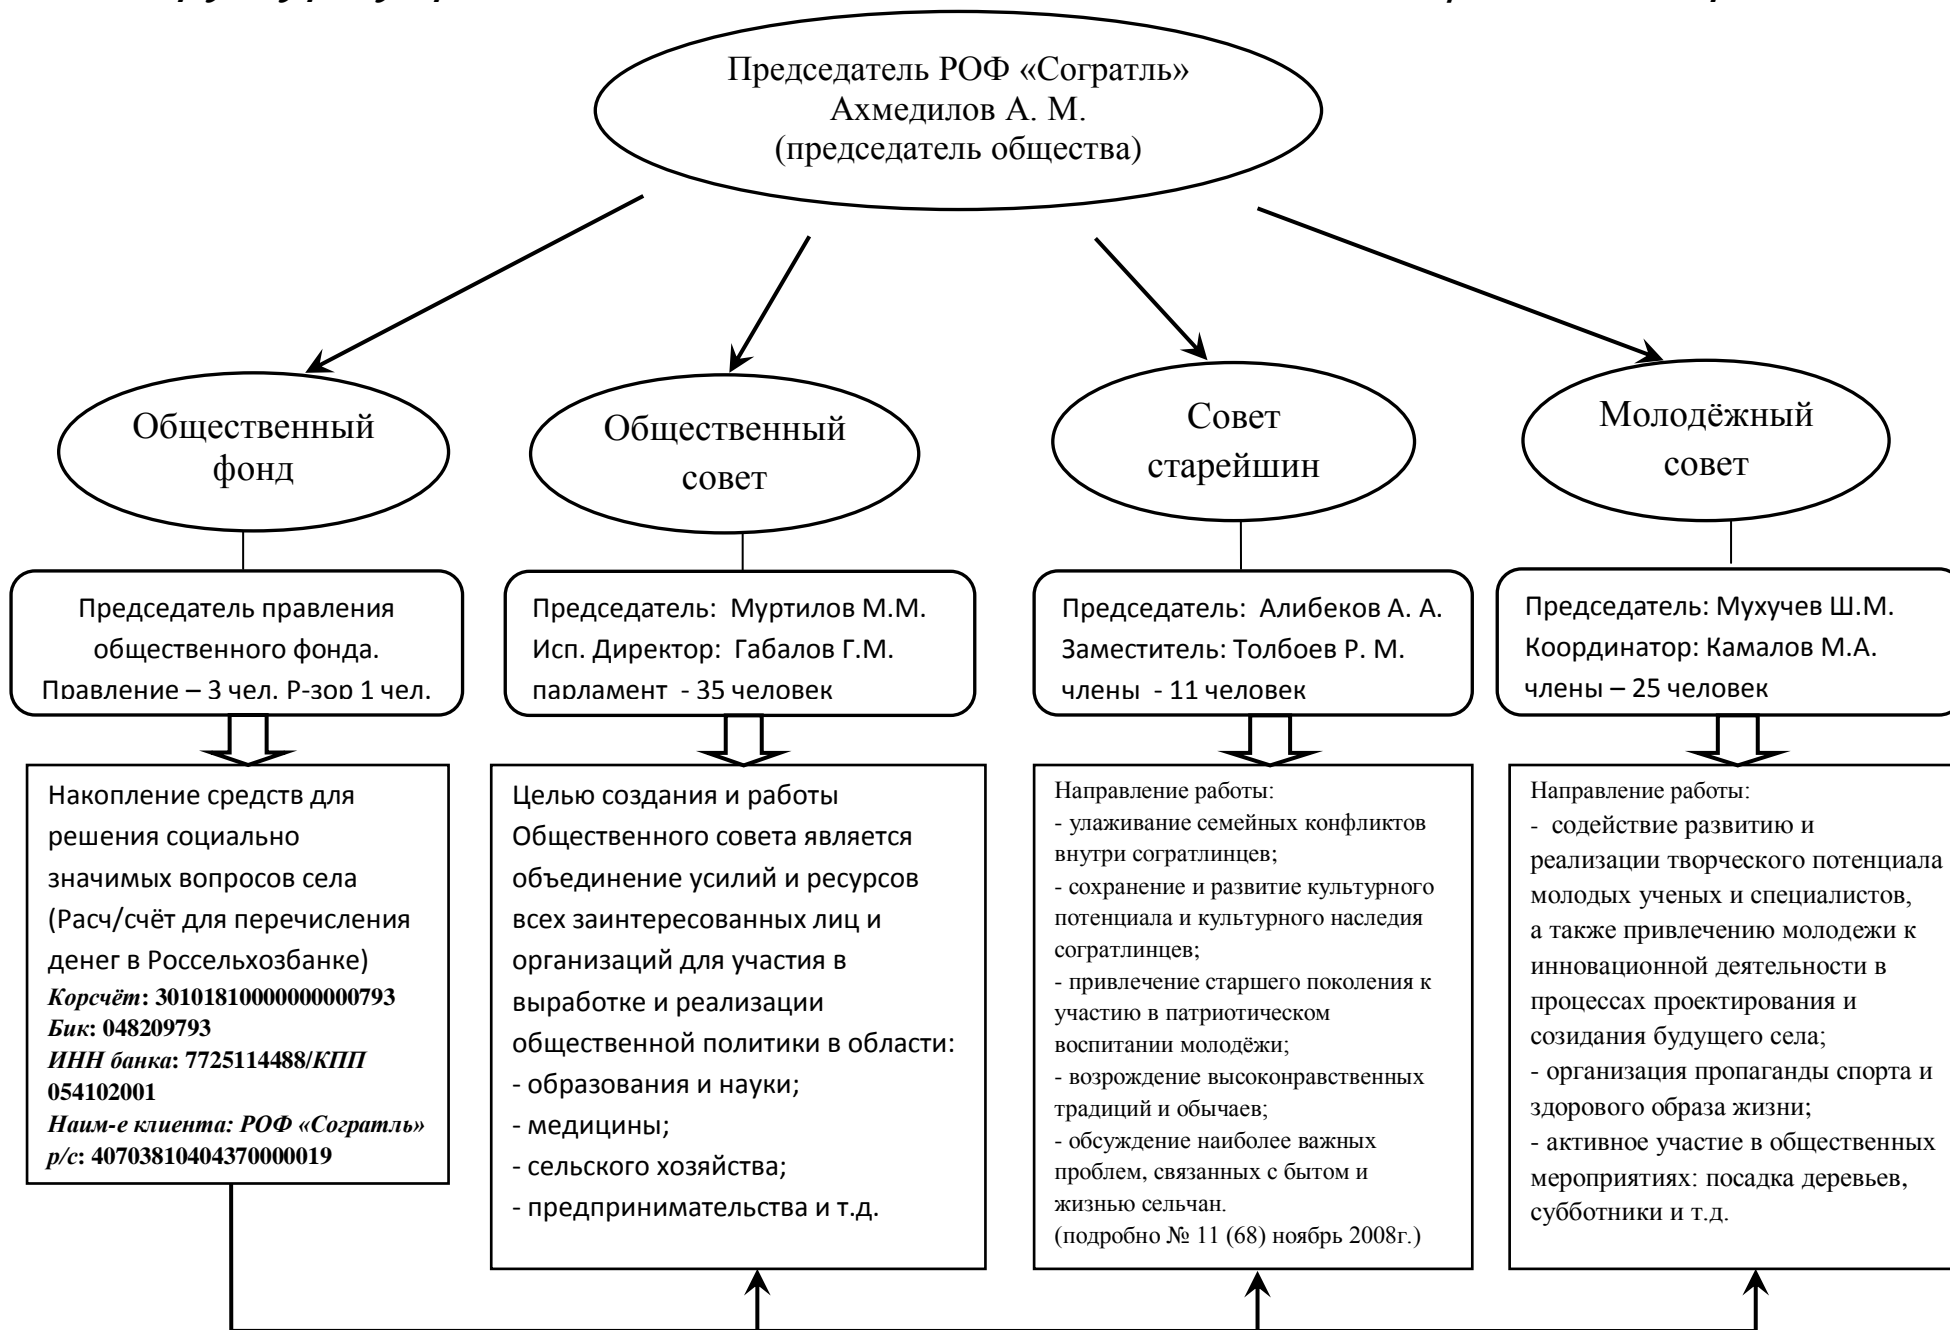 Председатель РОФ «Согратль»
Ахмедилов А. М.
(председатель общества)
Общественный
фонд
Общественный
совет
Совет
старейшин
Молодёжный
совет
Председатель правления
общественного фонда.
Правление – 3 чел. Р-зор 1 чел.
Председатель:  Муртилов М.М.
Исп. Директор:  Габалов Г.М.
парламент  - 35 человек
Председатель:  Алибеков А. А.
Заместитель: Толбоев Р. М.
члены  - 11 человек
Председатель: Мухучев Ш.М.
Координатор: Камалов М.А.
члены – 25 человек
Накопление средств для
решения социально
значимых вопросов села
(Расч/счёт для перечисления
денег в Россельхозбанке)
Корсчёт: 30101810000000000793
Бик: 048209793
ИНН банка: 7725114488/КПП
054102001
Наим-е клиента: РОФ «Согратль»
р/с: 40703810404370000019
Целью создания и работы
Общественного совета является
объединение усилий и ресурсов
всех заинтересованных лиц и
организаций для участия в
выработке и реализации
общественной политики в области:
- образования и науки;
- медицины;
- сельского хозяйства;
- предпринимательства и т.д.
Направление работы:
- улаживание семейных конфликтов
внутри согратлинцев;
- сохранение и развитие культурного
потенциала и культурного наследия
согратлинцев;
- привлечение старшего поколения к
участию в патриотическом
воспитании молодёжи;
- возрождение высоконравственных
традиций и обычаев;
- обсуждение наиболее важных
проблем, связанных с бытом и
жизнью сельчан.
(подробно № 11 (68) ноябрь 2008г.)
Направление работы:
-  содействие развитию и
реализации творческого потенциала
молодых ученых и специалистов,
а также привлечению молодежи к
инновационной деятельности в
процессах проектирования и
созидания будущего села;
- организация пропаганды спорта и
здорового образа жизни;
- активное участие в общественных
мероприятиях: посадка деревьев,
субботники и т.д.